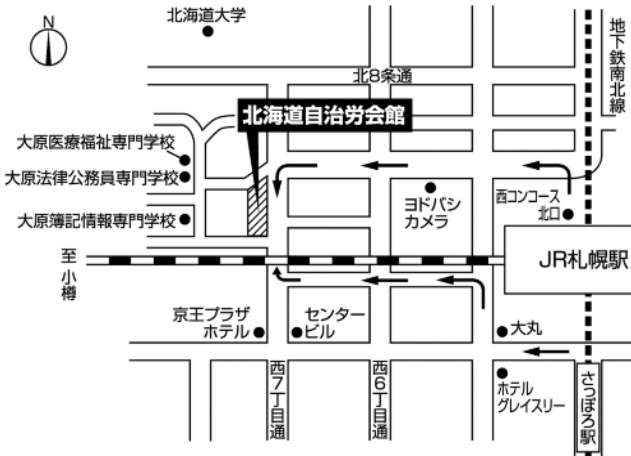 北海道大学
N
地下鉄南北線
北8条通
北海道自治労会館
大原医療福祉専門学校
大原法律公務員専門学校
大原簿記情報専門学校
ヨドバシ
カメラ
西コンコース
北口
至小樽
JR札幌駅
京王プラザ
ホテル
センター
ビル
大丸
西7丁目通
西6丁目通
ホテル
グレイスリー
さっぽろ駅